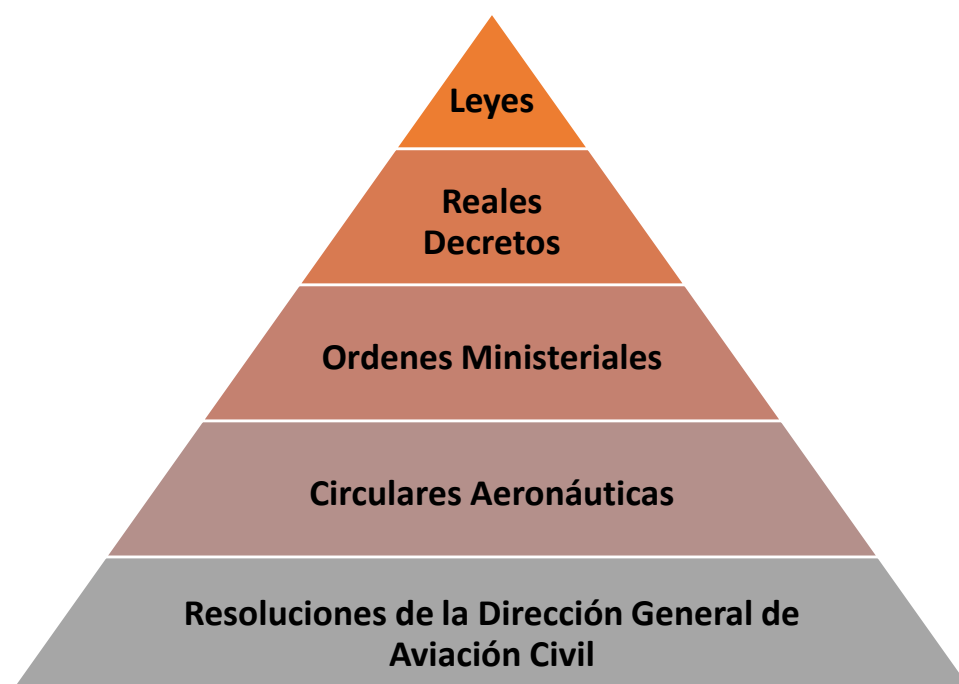 Leyes
Reales
Decretos
Ordenes Ministeriales
Circulares Aeronáuticas
Resoluciones de la Dirección General de
Aviación Civil